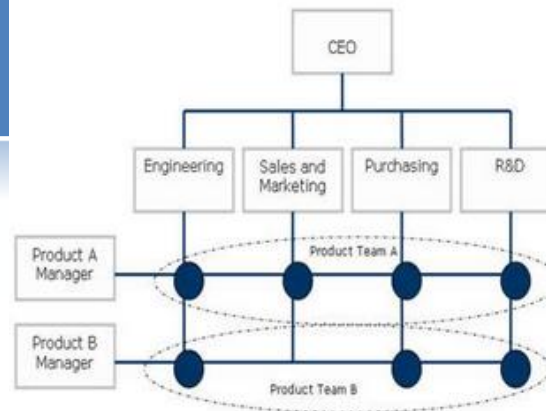 CEO
Engineering
Sales and
Marketing
Purchasing
R&D
Product Team A
Product A
Manager
Product B
Manager
Product Team B